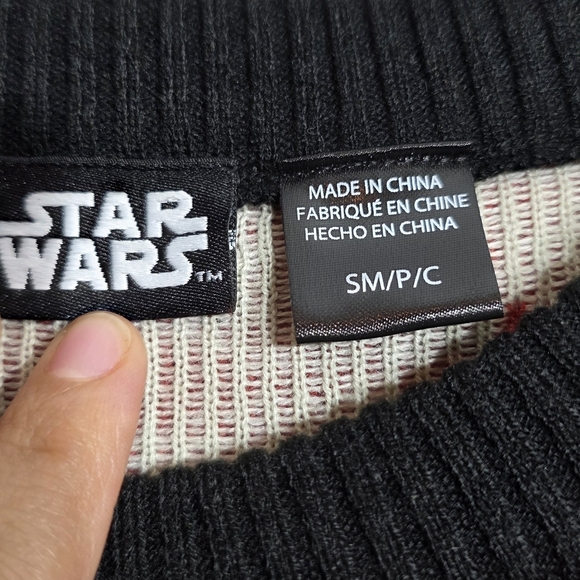 STAR
WARS™
MADE IN CHINA
FABRIQUÉ EN CHINE
HECHO EN CHINA
SM/P/C